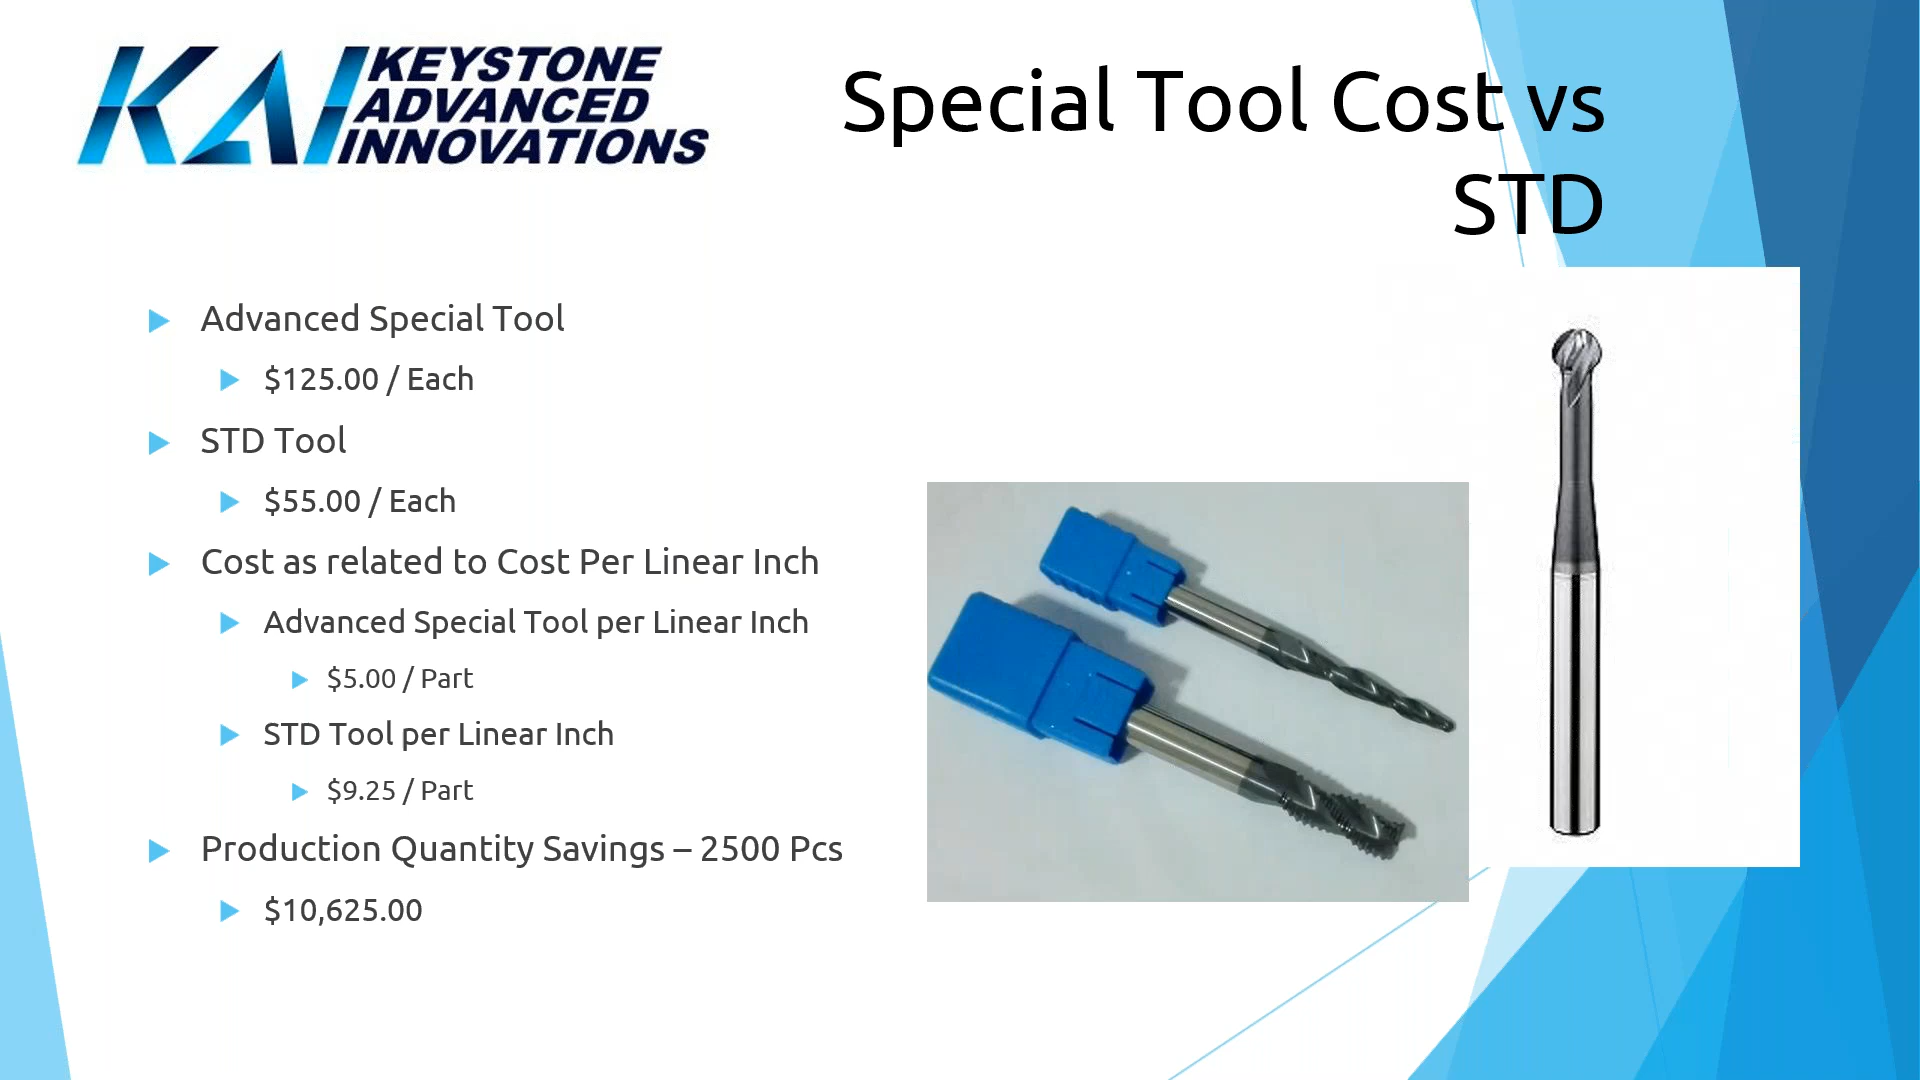 KAI KEYSTONE
ADVANCED
INNOVATIONS
Special Tool Cost vs
STD
Advanced Special Tool
$125.00 / Each
STD Tool
$55.00 / Each
Cost as related to Cost Per Linear Inch
Advanced Special Tool per Linear Inch
$5.00 / Part
STD Tool per Linear Inch
$9.25 / Part
Production Quantity Savings – 2500 Pcs
$10,625.00